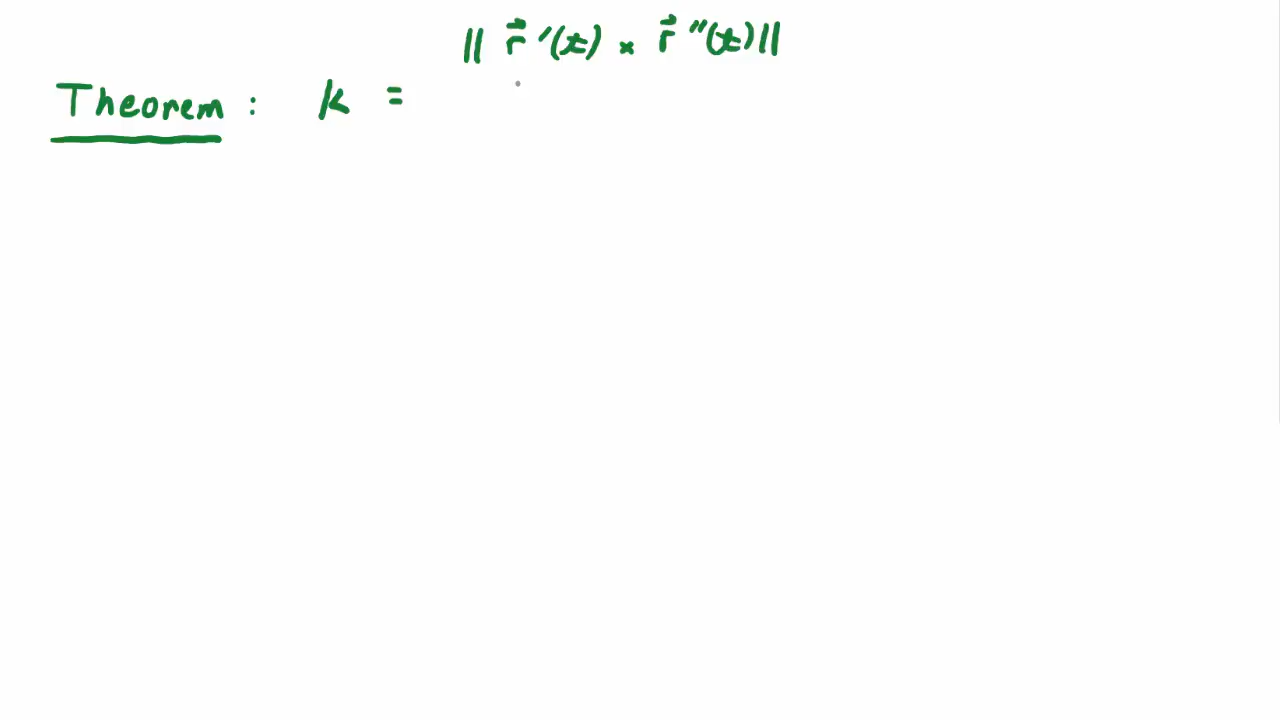 ‖ r⃗ ′(t) × r⃗ ″(t)‖
Theorem : k =